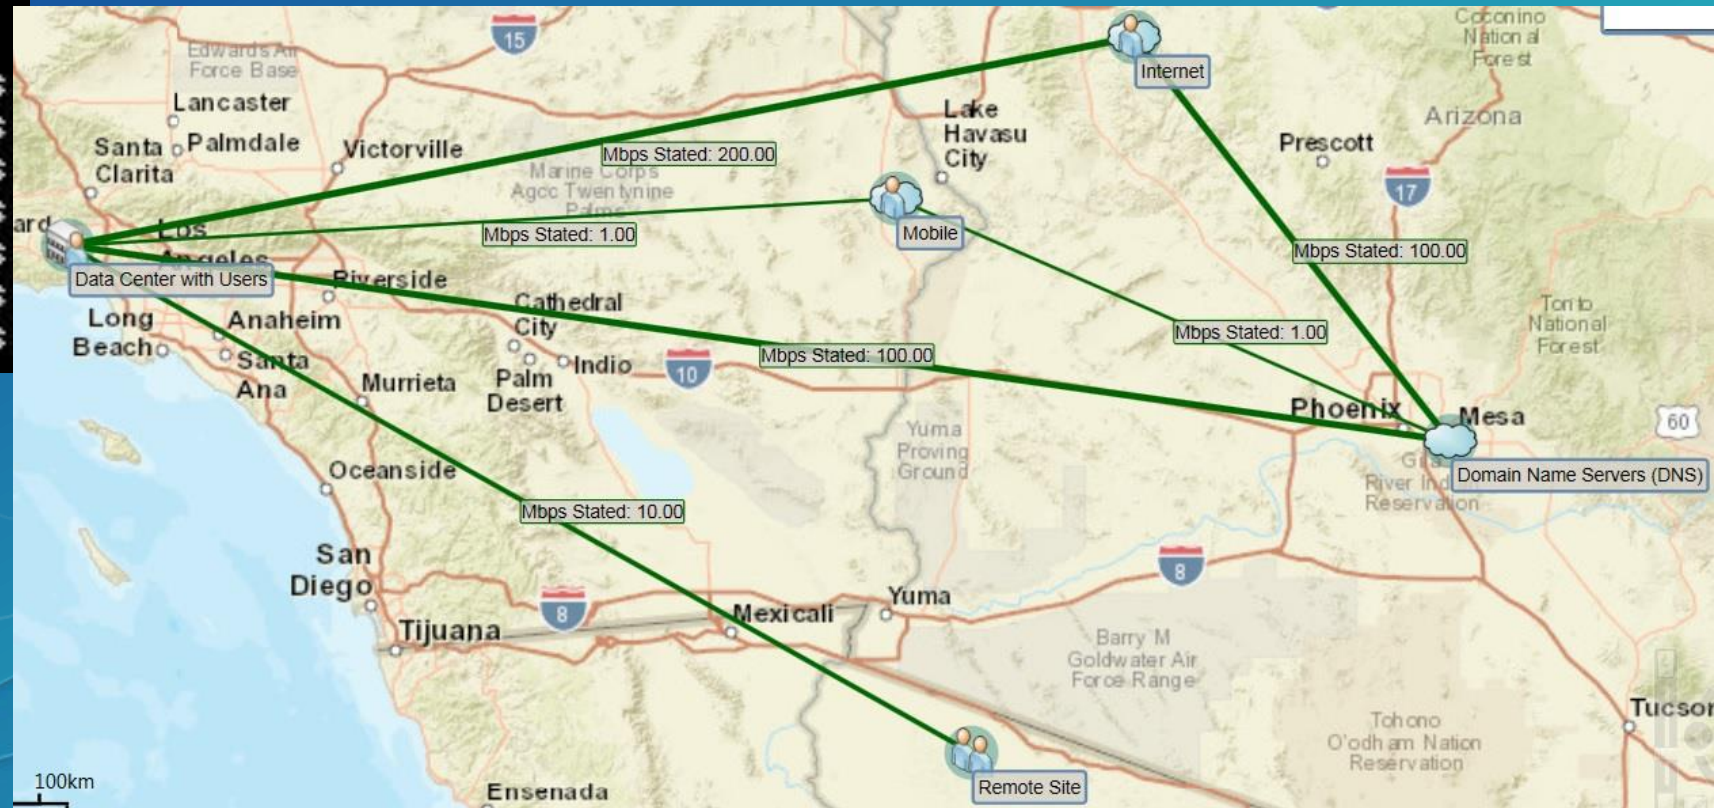 Coconino
National
Forest
15
Edwards Air
Force Base
Internet
Lancaster
Lake
Havasu
City
Arizona
Santa
Clarita
Palmdale
Victorville
Prescott
Mbps Stated: 200.00
Marine Corps
Agcc Twentynine
Palms
17
ard
Los
Angeles
Mbps Stated: 1.00
Mobile
Mbps Stated: 100.00
Data Center with Users
Riverside
Cathedral
City
Tonto
National
Forest
Long
Beach
Anaheim
Mbps Stated: 1.00
Santa
Ana
Mbps Stated: 100.00
Indio
10
Murrieta
Palm
Desert
Phoenix
Mesa
60
Yuma
Proving
Ground
Oceanside
River Ind
Reservation
Domain Name Servers (DNS)
Mbps Stated: 10.00
San
Diego
8
8
Yuma
Mexicali
Tijuana
Barry M
Goldwater Air
Force Range
Tucson
Tohono
O'odham Nation
Reservation
100km
Remote Site
Ensenada